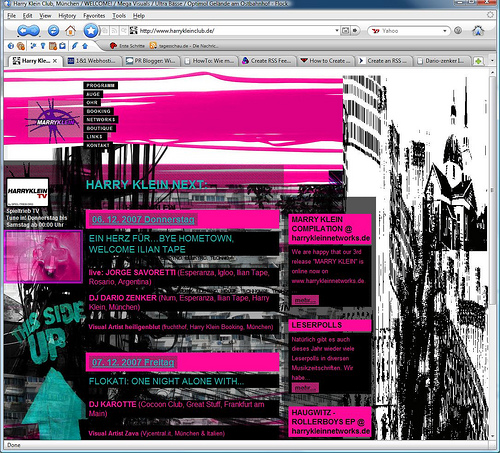 Harry Klein Club, München / WELCOME! / Mega Visuals / Ultra Basse / Optimol Gelände am Ostbahnhof - Flock
File Edit View History Favorites Tools Help
http://www.harrykleinclub.de/
Yahoo
Erste Schritte tagesschau.de - Die Nachric...
Harry Kle... 1&1 Webhosti... PR Blogger: Wi... HowTo: Wie m... Create RSS Fee... How to Create ... Create an RSS ... Dario-zenker I...
PROGRAMM
AUGE
OHR
BOOKING
NETWORKS
BOUTIQUE
LINKS
KONTAKT
MARRYKLEIN
HARRYKLEIN
TV
Spieltrieb TV
Tune in! Donnerstag bis
Samstag ab 00:00 Uhr
THIS SIDE
UP
HARRY KLEIN NEXT:
06. 12. 2007 Donnerstag
EIN HERZ FÜR...BYE HOMETOWN,
WELCOME ILIAN TAPE
live: JORGE SAVORETTI (Esperanza, Igloo, Ilian Tape,
Rosario, Argentina)
DJ DARIO ZENKER (Num, Esperanza, Ilian Tape, Harry
Klein, München)
Visual Artist heiligenblut (fluchthof, Harry Klein Booking, München)
07. 12. 2007 Freitag
FLOKATI: ONE NIGHT ALONE WITH...
DJ KAROTTE (Cocoon Club, Great Stuff, Frankfurt am
Main)
Visual Artist Zave (Vjcentral.it, München & Italien)
MARRY KLEIN
COMPILATION @
harrykleinnetworks.de
We are happy that our 3rd
release "MARRY KLEIN" is
online now on
www.harrykleinnetworks.de
mehr...
LESERPOLLS
Natürlich gibt es auch
dieses Jahr wieder viele
Leserpolls in diversen
Musikzeitschriften. Wir
habe...
mehr...
HAUGWITZ -
ROLLERBOYS EP @
harrykleinnetworks.de
Done